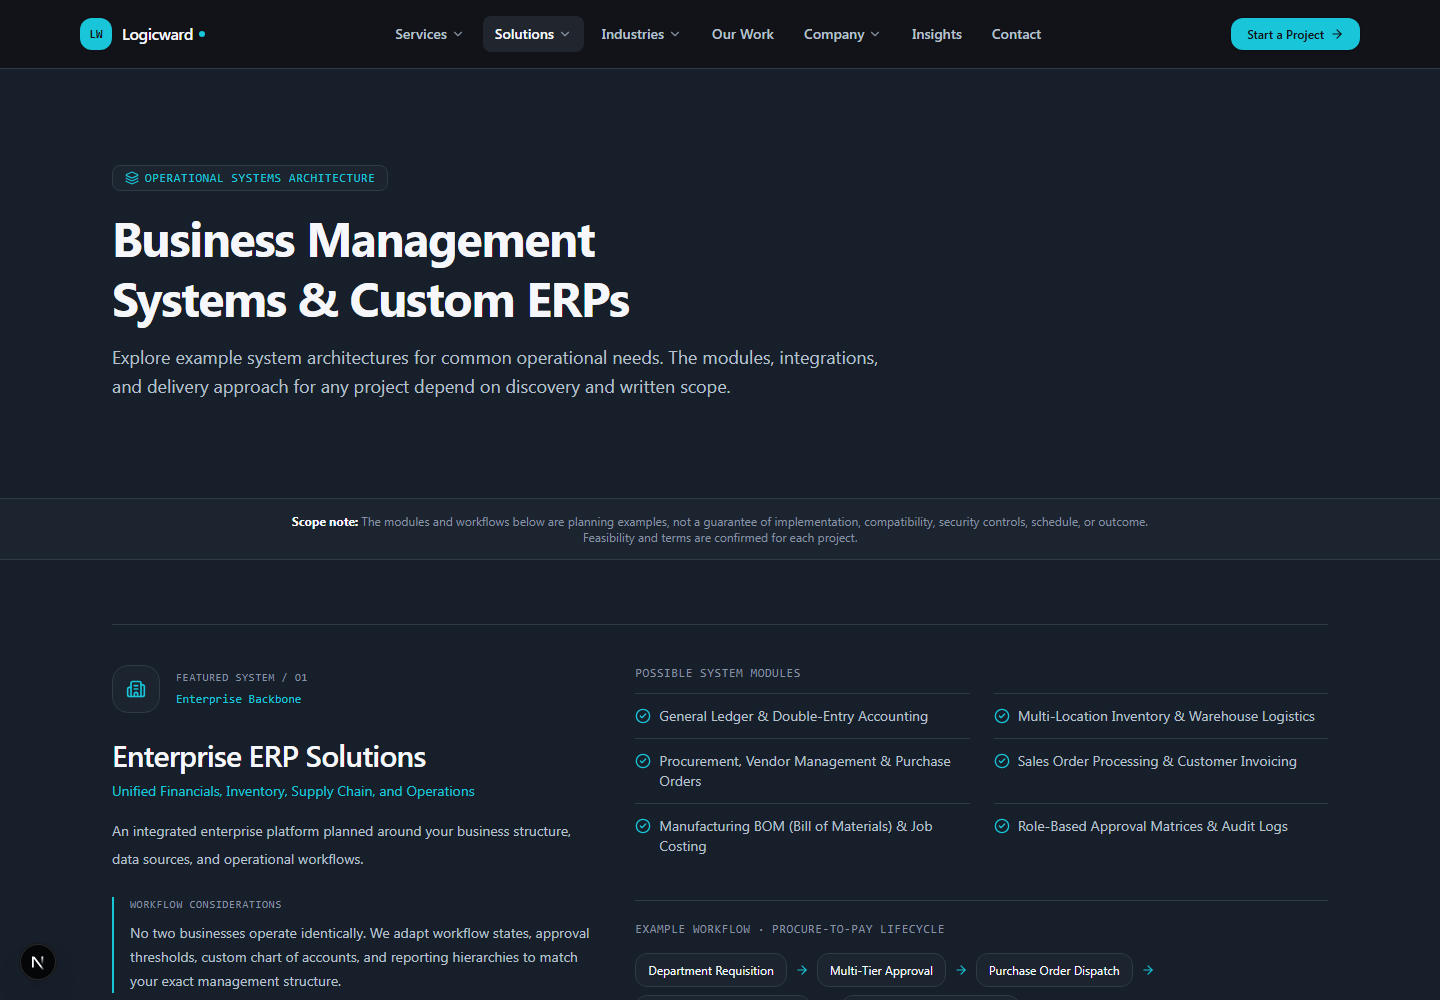 LW Logicward
Services Solutions Industries Our Work Company Insights Contact
Start a Project
OPERATIONAL SYSTEMS ARCHITECTURE
Business Management
Systems & Custom ERPs
Explore example system architectures for common operational needs. The modules, integrations,
and delivery approach for any project depend on discovery and written scope.
Scope note: The modules and workflows below are planning examples, not a guarantee of implementation, compatibility, security controls, schedule, or outcome.
Feasibility and terms are confirmed for each project.
FEATURED SYSTEM / 01
Enterprise Backbone
Enterprise ERP Solutions
Unified Financials, Inventory, Supply Chain, and Operations
An integrated enterprise platform planned around your business structure,
data sources, and operational workflows.
WORKFLOW CONSIDERATIONS
No two businesses operate identically. We adapt workflow states, approval
thresholds, custom chart of accounts, and reporting hierarchies to match
your exact management structure.
POSSIBLE SYSTEM MODULES
General Ledger & Double-Entry Accounting
Multi-Location Inventory & Warehouse Logistics
Procurement, Vendor Management & Purchase
Orders
Sales Order Processing & Customer Invoicing
Manufacturing BOM (Bill of Materials) & Job
Costing
Role-Based Approval Matrices & Audit Logs
EXAMPLE WORKFLOW · PROCURE-TO-PAY LIFECYCLE
Department Requisition
Multi-Tier Approval
Purchase Order Dispatch
N